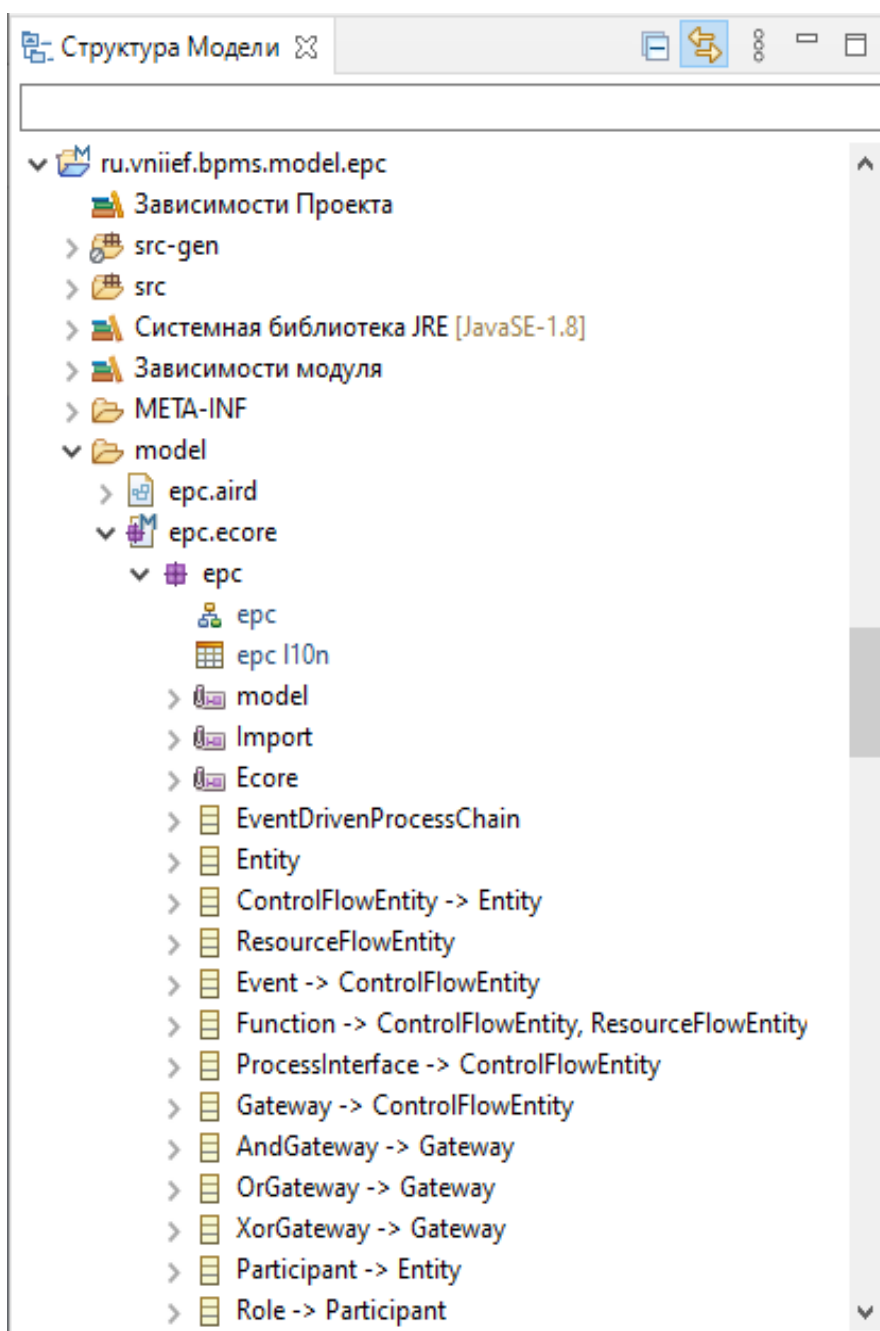 Структура Модели
ru.vniief.bpms.model.epc
Зависимости Проекта
src-gen
src
Системная библиотека JRE [JavaSE-1.8]
Зависимости модуля
META-INF
model
epc.aird
epc.ecore
epc
epc
epc l10n
model
Import
Ecore
EventDrivenProcessChain
Entity
ControlFlowEntity -> Entity
ResourceFlowEntity
Event -> ControlFlowEntity
Function -> ControlFlowEntity, ResourceFlowEntity
ProcessInterface -> ControlFlowEntity
Gateway -> ControlFlowEntity
AndGateway -> Gateway
OrGateway -> Gateway
XorGateway -> Gateway
Participant -> Entity
Role -> Participant